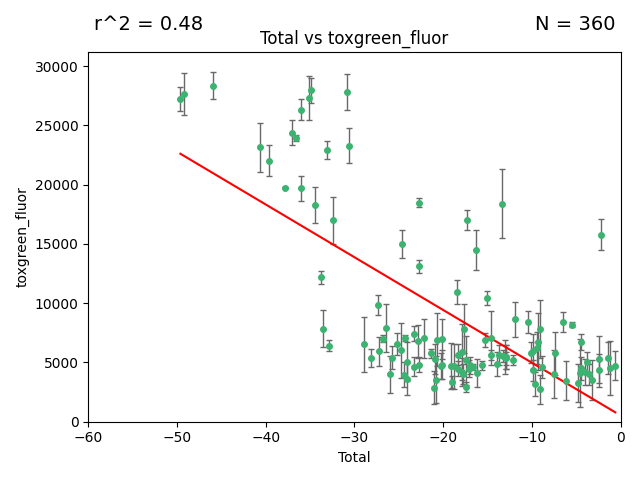 r^2 = 0.48
N = 360
Total vs toxgreen_fluor
30000
25000
20000
15000
10000
5000
0
toxgreen_fluor
−60
−50
−40
−30
−20
−10
0
Total